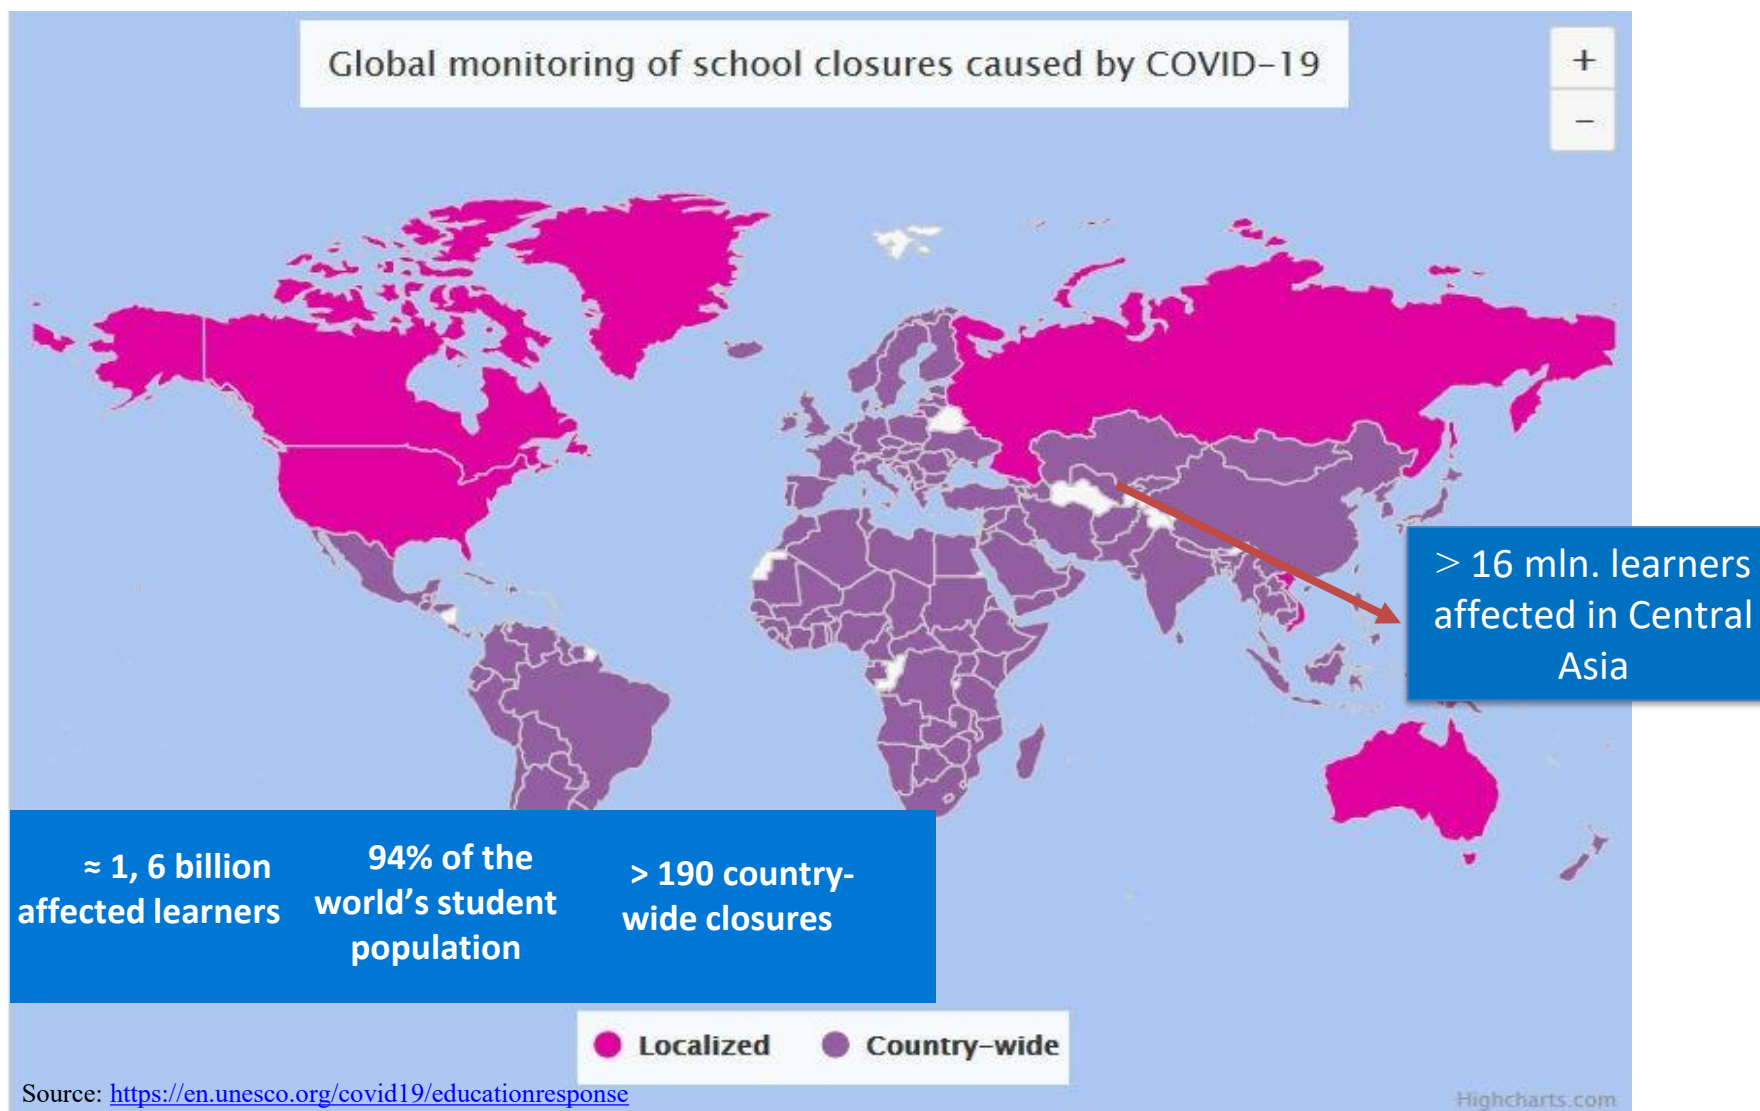 Global monitoring of school closures caused by COVID-19
+
−
> 16 mln. learners
affected in Central
Asia
≈ 1, 6 billion
affected learners
94% of the
world’s student
population
> 190 country-
wide closures
Localized
Country-wide
Source: https://en.unesco.org/covid19/educationresponse
Highcharts.com